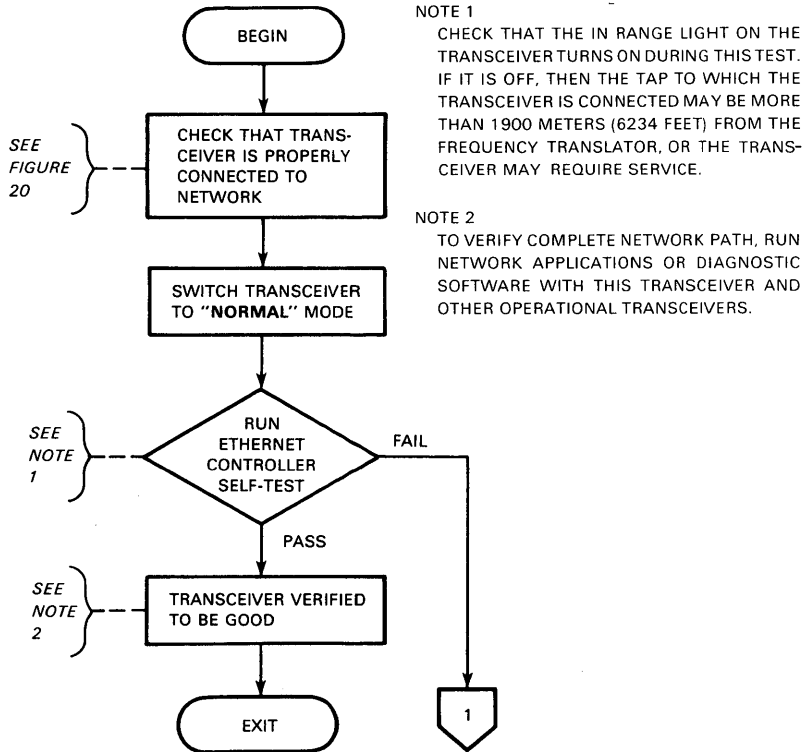 BEGIN
NOTE 1
CHECK THAT THE IN RANGE LIGHT ON THE
TRANSCEIVER TURNS ON DURING THIS TEST.
IF IT IS OFF, THEN THE TAP TO WHICH THE
TRANSCEIVER IS CONNECTED MAY BE MORE
THAN 1900 METERS (6234 FEET) FROM THE
FREQUENCY TRANSLATOR, OR THE TRANS-
CEIVER MAY REQUIRE SERVICE.
NOTE 2
TO VERIFY COMPLETE NETWORK PATH, RUN
NETWORK APPLICATIONS OR DIAGNOSTIC
SOFTWARE WITH THIS TRANSCEIVER AND
OTHER OPERATIONAL TRANSCEIVERS.
SEE
FIGURE
20
CHECK THAT TRANS-
CEIVER IS PROPERLY
CONNECTED TO
NETWORK
SWITCH TRANSCEIVER
TO "NORMAL" MODE
SEE
NOTE
1
RUN
ETHERNET
CONTROLLER
SELF-TEST
FAIL
PASS
SEE
NOTE
2
TRANSCEIVER VERIFIED
TO BE GOOD
EXIT
1